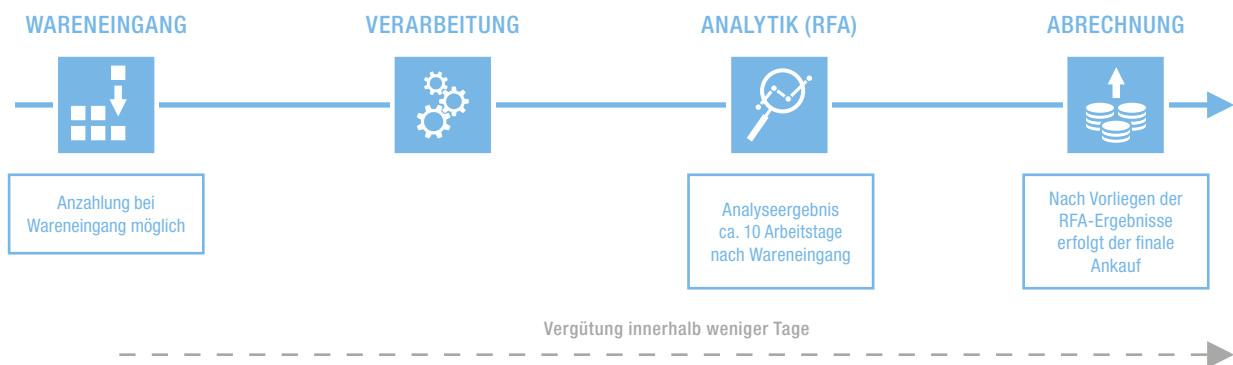 WARENEINGANG
VERARBEITUNG
ANALYTIK (RFA)
ABRECHNUNG
Anzahlung bei
Wareneingang möglich
Analyseergebnis
ca. 10 Arbeitstage
nach Wareneingang
Nach Vorliegen der
RFA-Ergebnisse
erfolgt der finale
Ankauf
Vergütung innerhalb weniger Tage